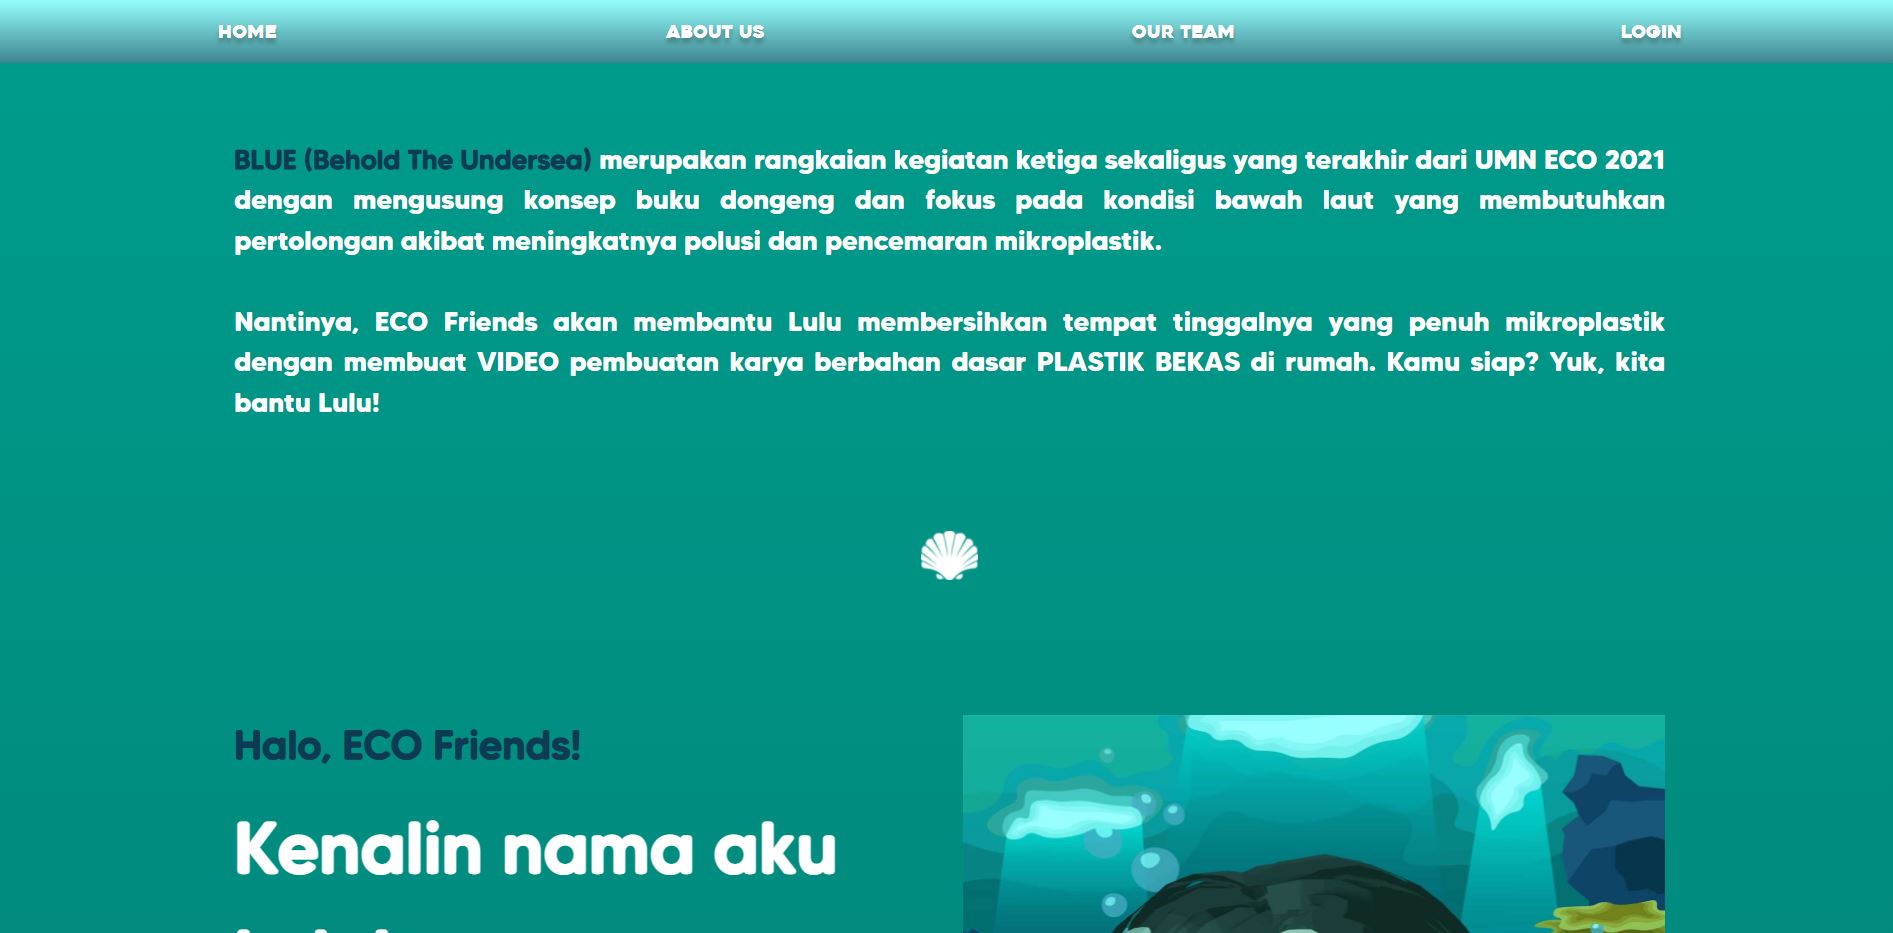 HOME
ABOUT US
OUR TEAM
LOGIN
BLUE (Behold The Undersea) merupakan rangkaian kegiatan ketiga sekaligus yang terakhir dari UMN ECO 2021
dengan mengusung konsep buku dongeng dan fokus pada kondisi bawah laut yang membutuhkan
pertolongan akibat meningkatnya polusi dan pencemaran mikroplastik.
Nantinya, ECO Friends akan membantu Lulu membersihkan tempat tinggalnya yang penuh mikroplastik
dengan membuat VIDEO pembuatan karya berbahan dasar PLASTIK BEKAS di rumah. Kamu siap? Yuk, kita
bantu Lulu!
Halo, ECO Friends!
Kenalin nama aku